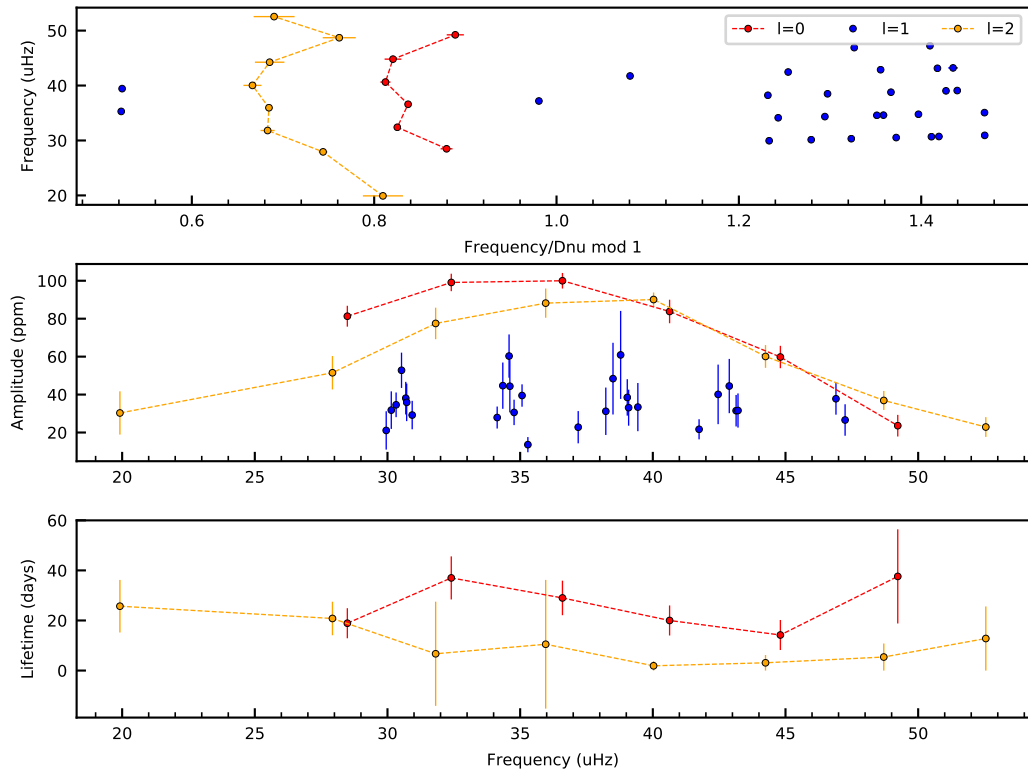 50
40
30
20
Frequency (uHz)
l=0 l=1 l=2
0.6 0.8 1.0 1.2 1.4
Frequency/Dnu mod 1
100
80
60
40
20
Amplitude (ppm)
20 25 30 35 40 45 50
60
40
20
0
Lifetime (days)
20 25 30 35 40 45 50
Frequency (uHz)